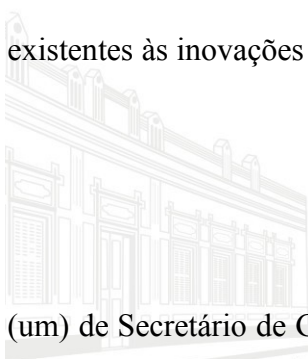 existentes às inovações
(um) de Secretário de